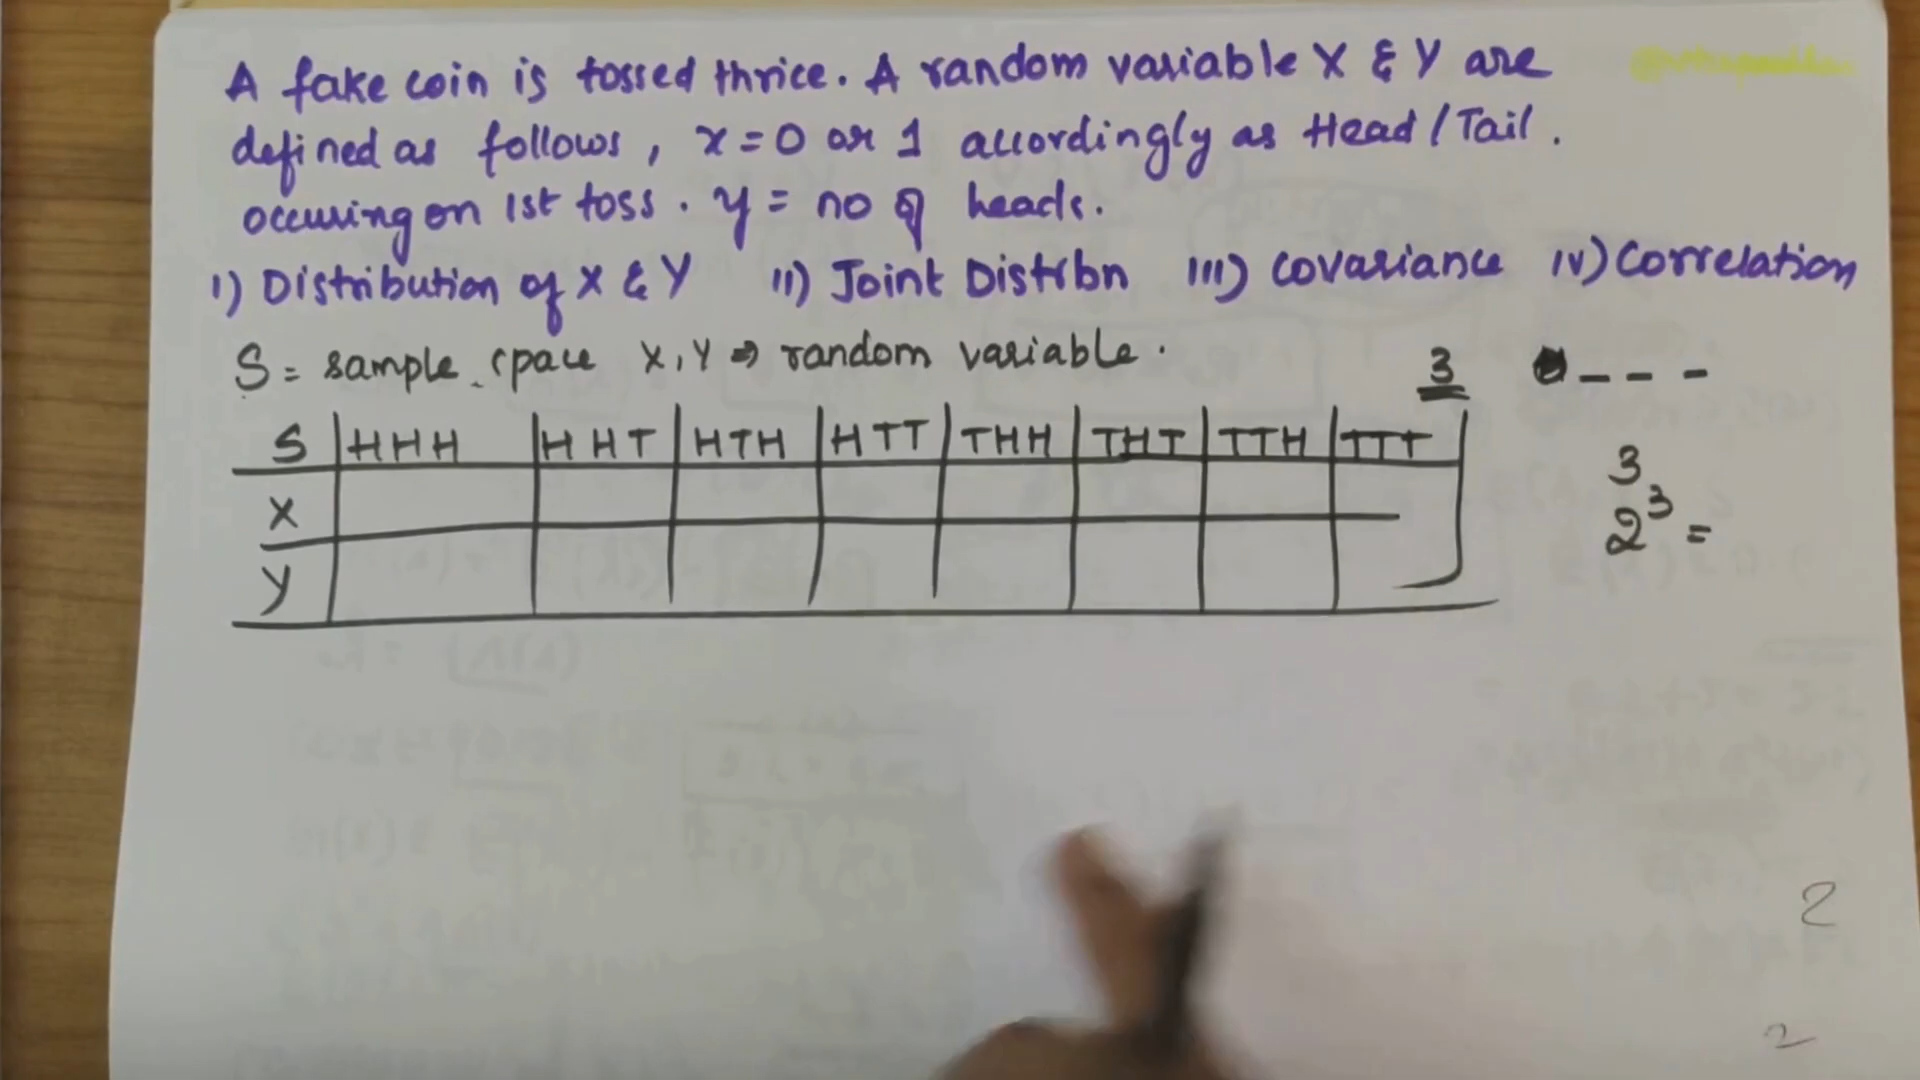 A fake coin is tossed thrice. A random variable X & Y are
defined as follows, x = 0 or 1 accordingly as Head / Tail.
occuring on 1st toss. y = no of heads.
I) Distribution of X & Y II) Joint Distrbn III) covariance IV) Correlation
S = sample space X, Y ⇒ random variable.
3 - - -
S HHH HHT HTH HTT THH THT TTH TTT
X
Y
3
2³ =
2
2